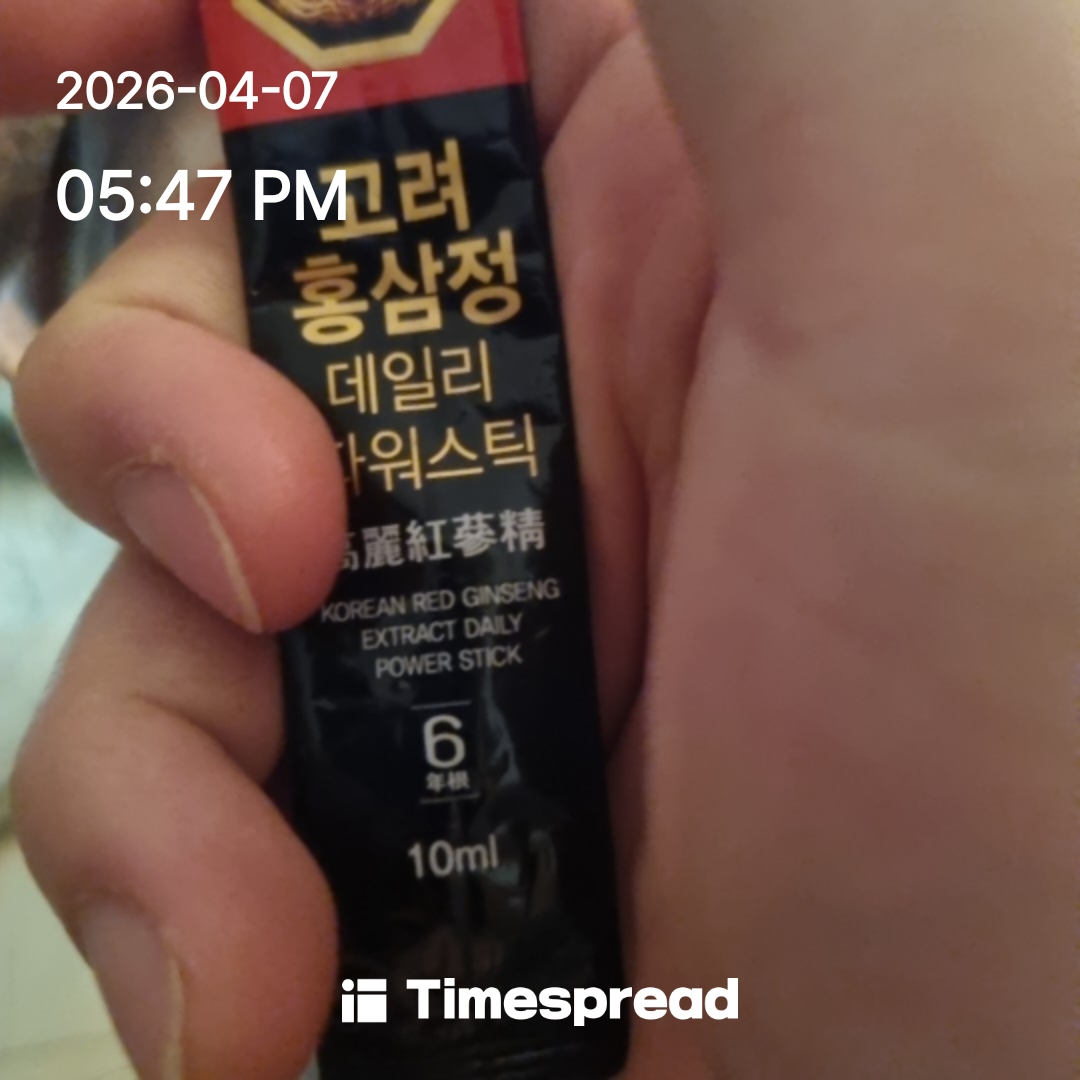 2026-04-07
05:47 PM
고려
홍삼정
데일리
파워스틱
高麗紅蔘精
KOREAN RED GINSENG
EXTRACT DAILY
POWER STICK
6
年根
10ml
Timespread